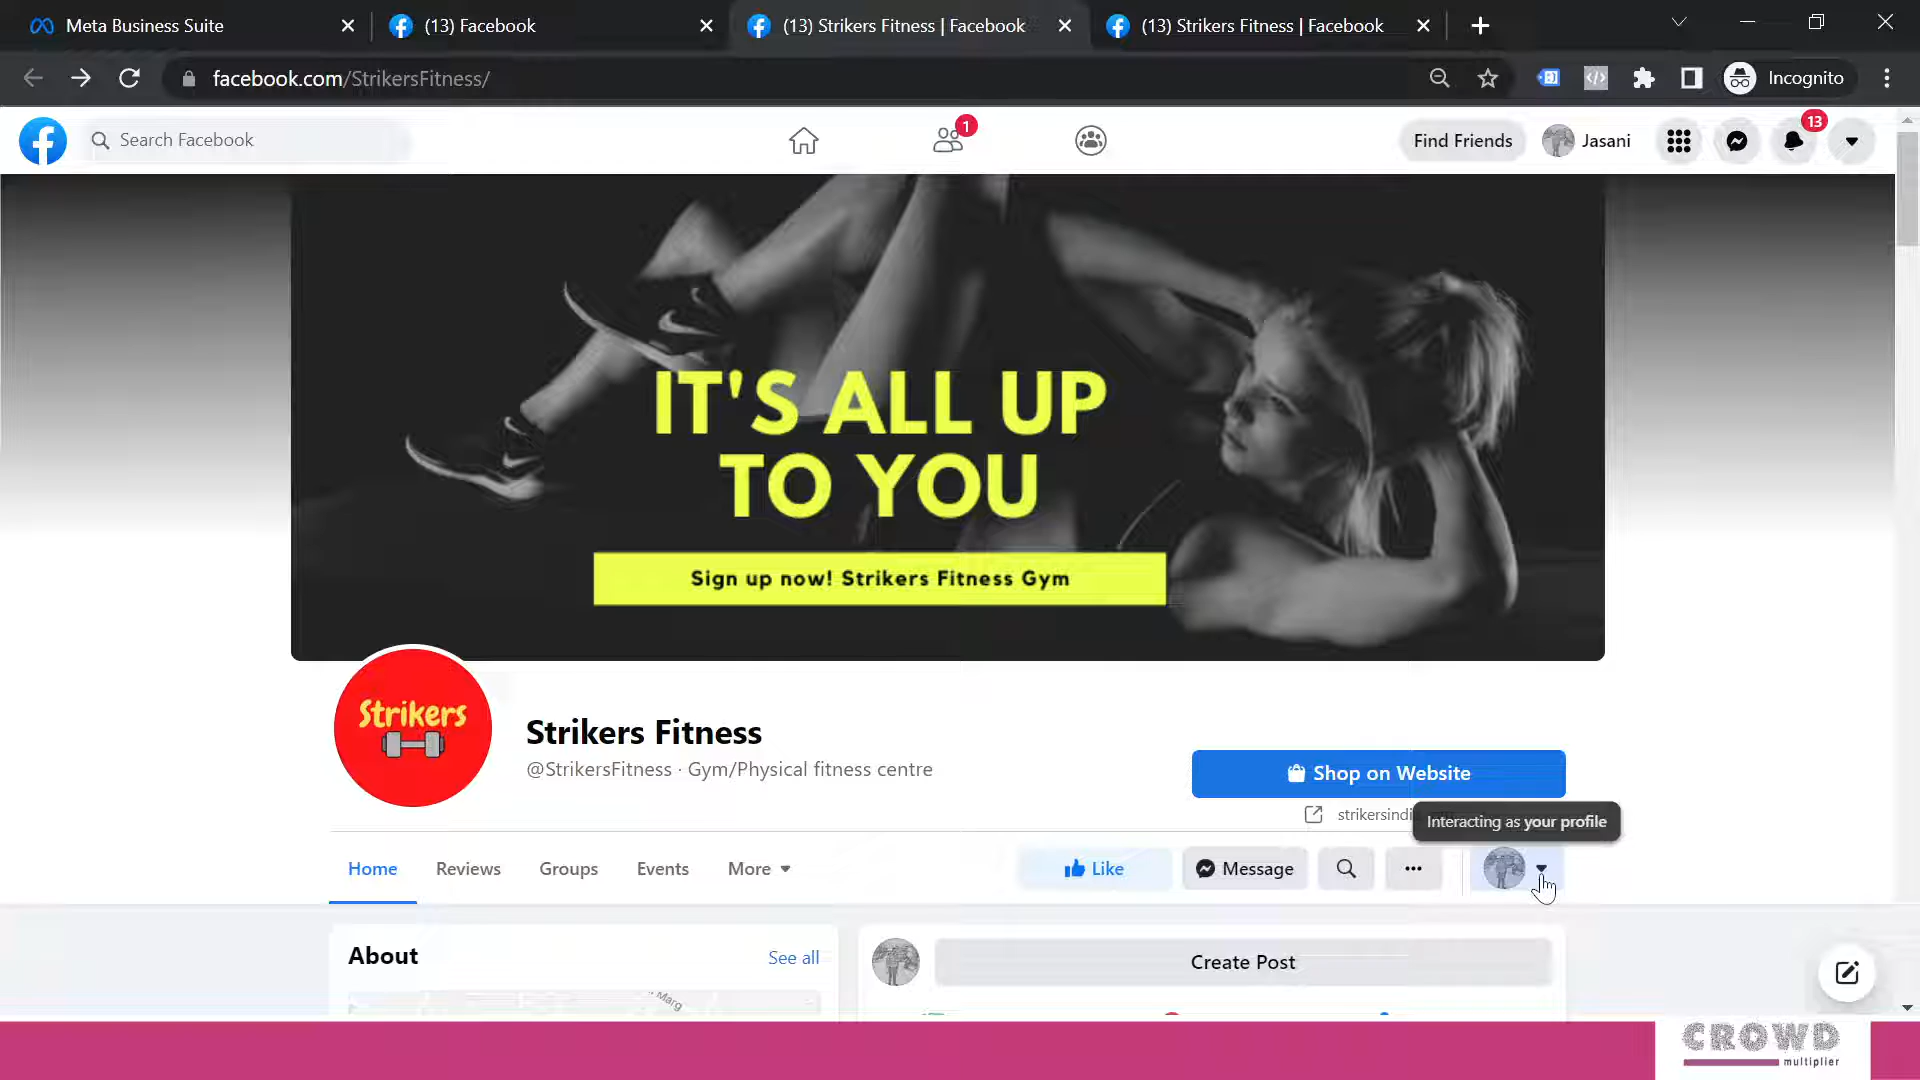 Meta Business Suite
(13) Facebook
(13) Strikers Fitness | Facebook
(13) Strikers Fitness | Facebook
facebook.com/StrikersFitness/
Incognito
Search Facebook
1
Find Friends
Jasani
13
IT'S ALL UP
TO YOU
Sign up now! Strikers Fitness Gym
Strikers
Strikers Fitness
@StrikersFitness · Gym/Physical fitness centre
Shop on Website
strikersindi
Interacting as your profile
Home
Reviews
Groups
Events
More
Like
Message
About
See all
Marg
Create Post
CROWD
multiplier